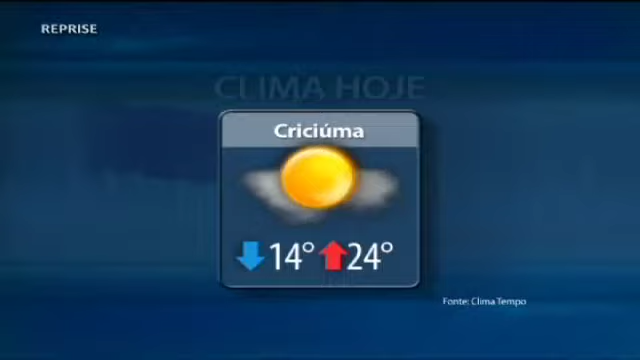 REPRISE
CLIMA HOJE
Criciúma
14° 24°
Fonte: Clima Tempo